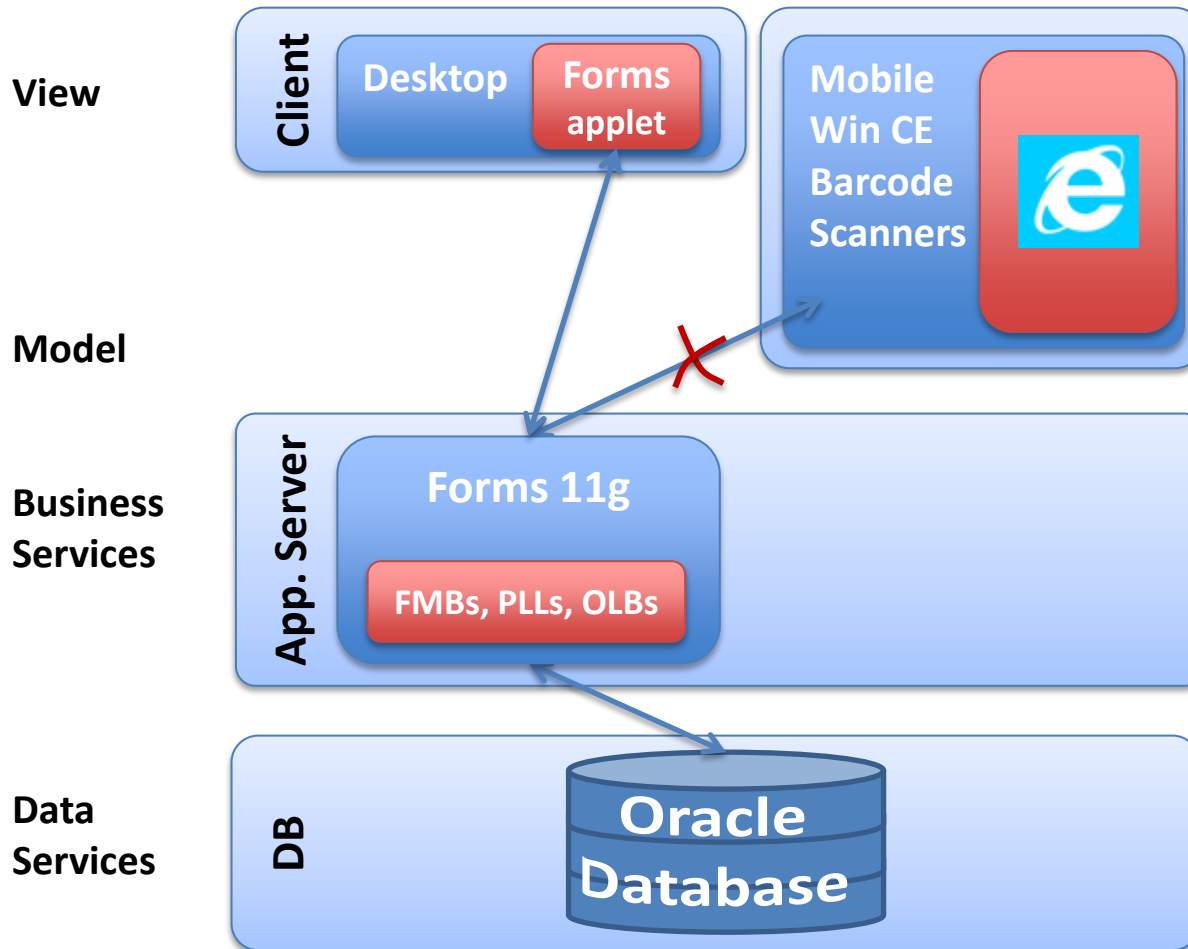 View
Client
Desktop
Forms
applet
Mobile
Win CE
Barcode
Scanners
Model
Business
Services
App. Server
Forms 11g
FMBs, PLLs, OLBs
Data
Services
DB
Oracle
Database